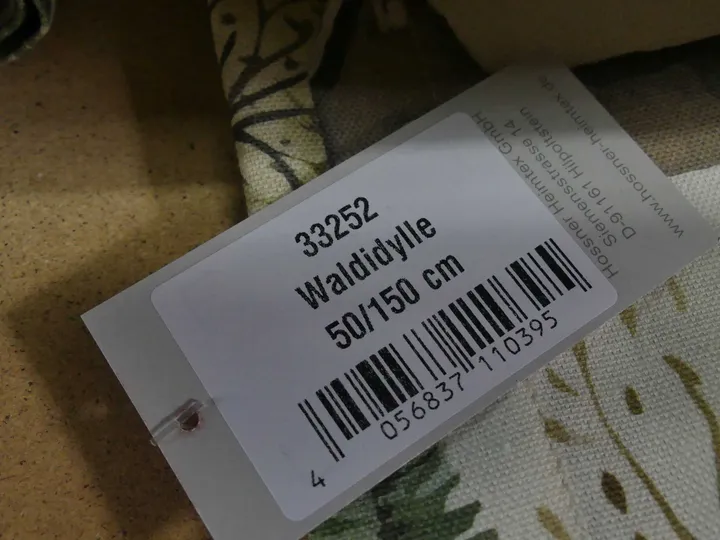 33252
Waldidylle
50/150 cm
4 056837 110395
Hossner Heimtex GmbH
Siemensstrasse 14
D-91161 Hilpoltstein
www.hossner-heimtex.de